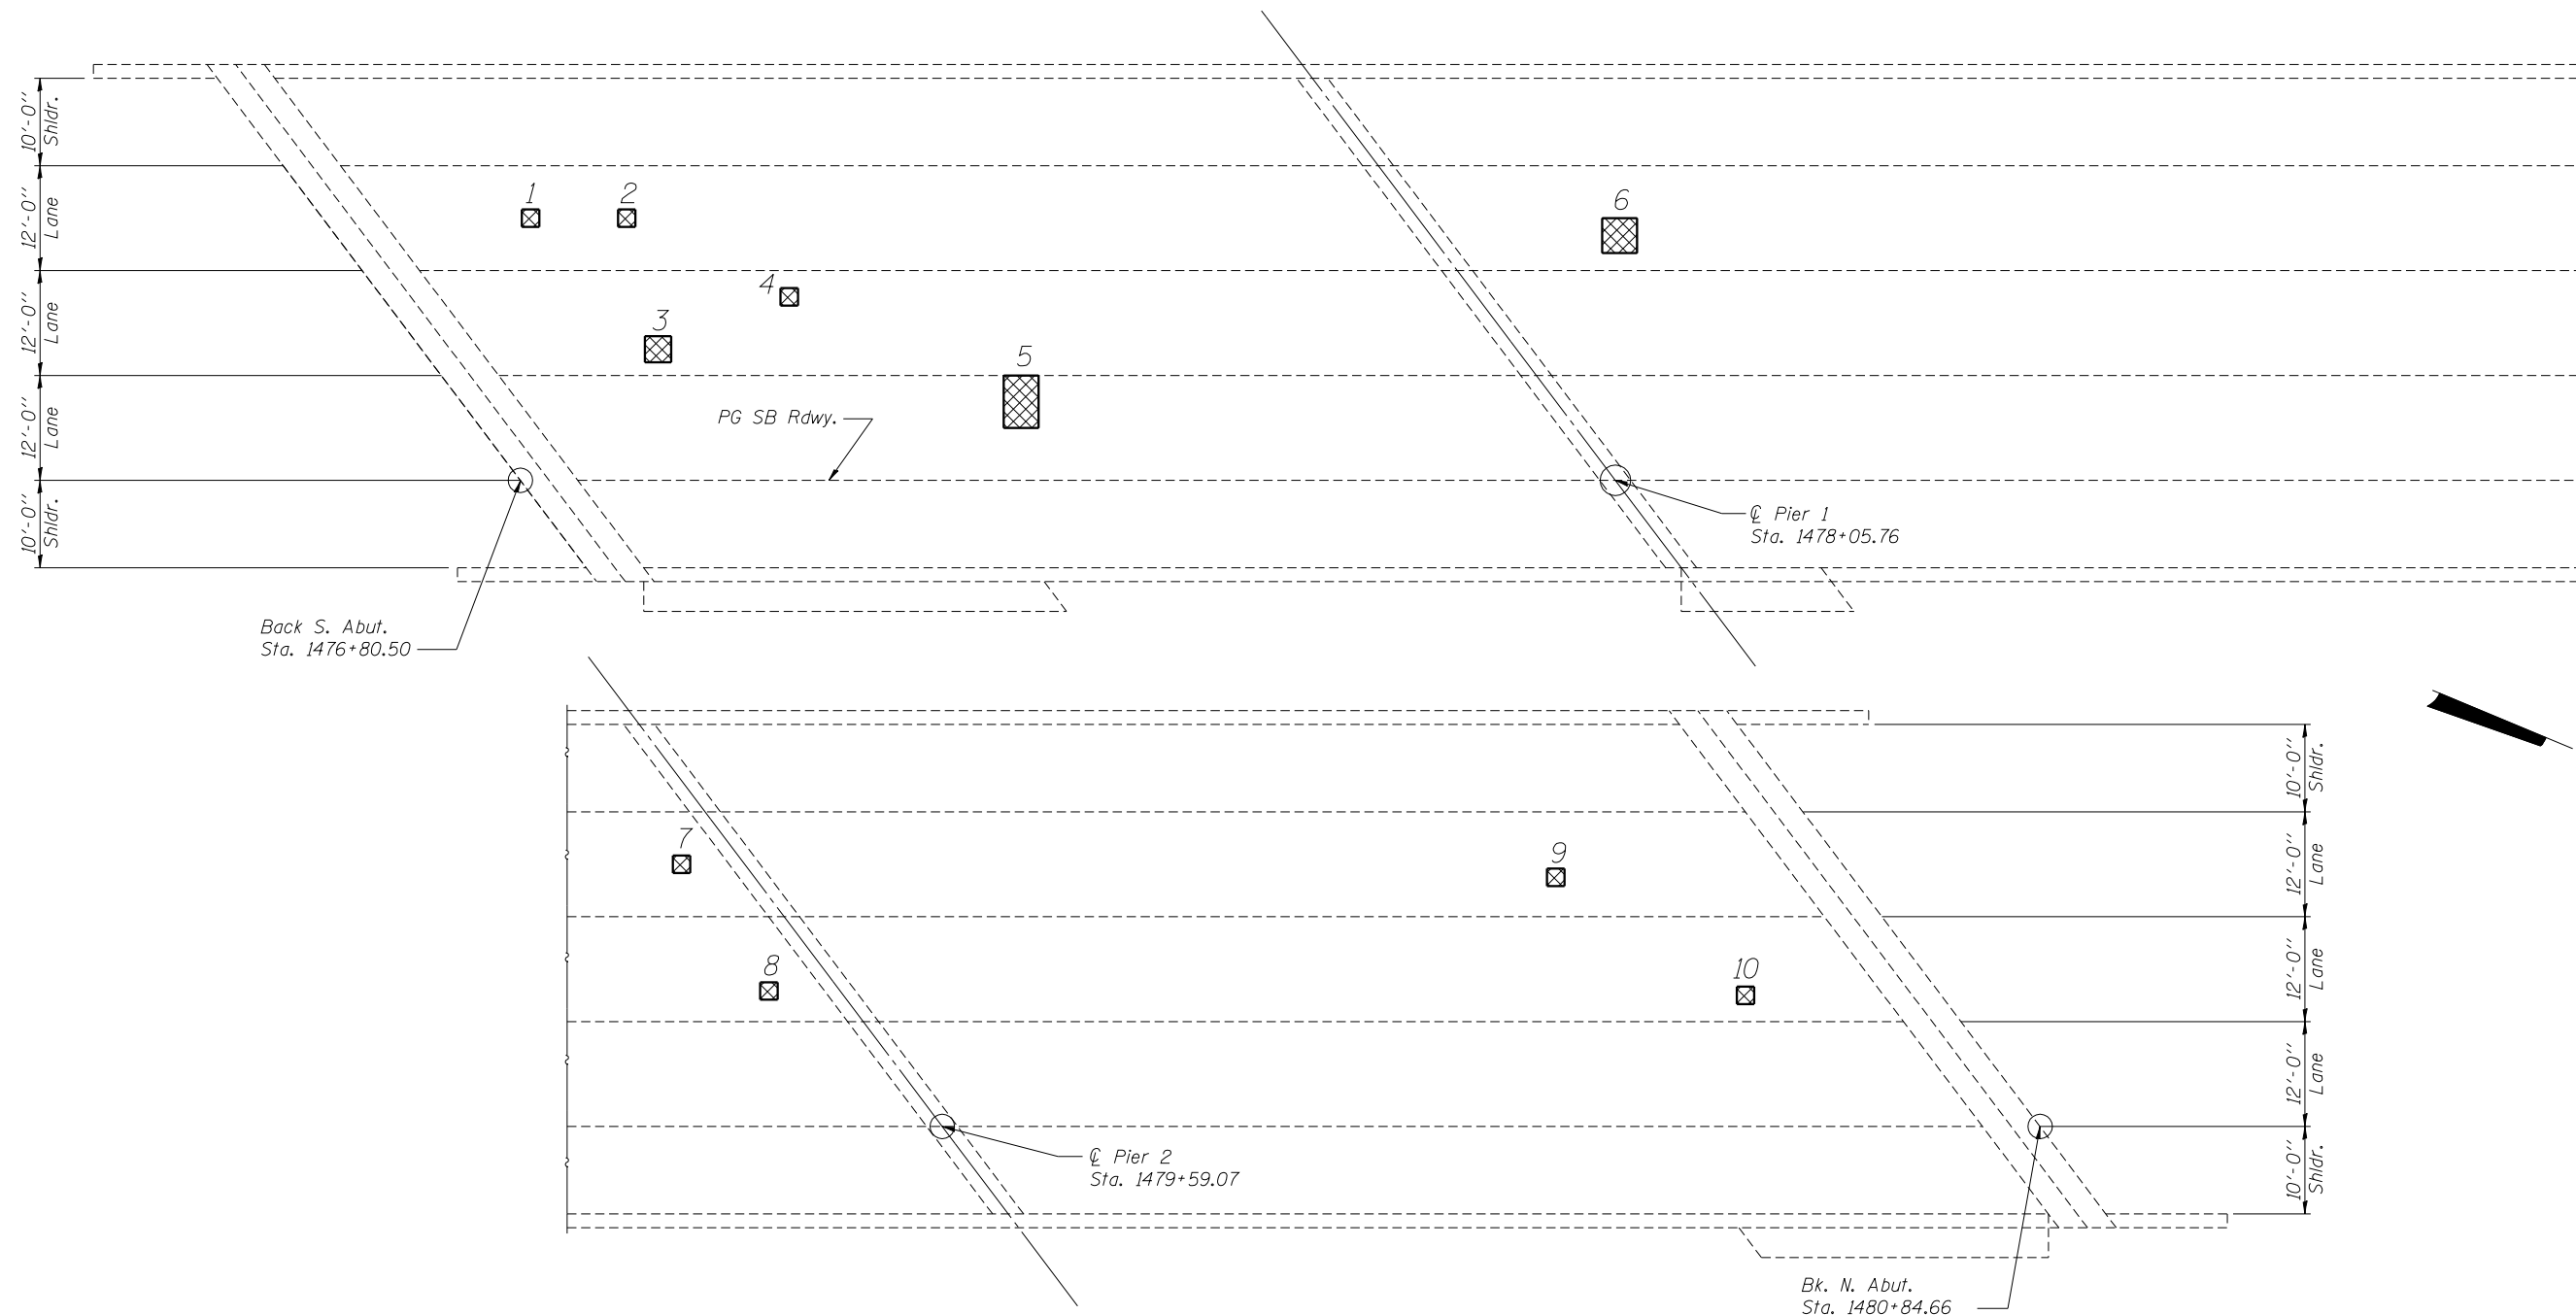 10'-0"
Shldr.
12'-0"
Lane
12'-0"
Lane
12'-0"
Lane
10'-0"
Shldr.
1
2
3
4
5
6
PG SB Rdwy.
℄ Pier 1
Sta. 1478+05.76
Back S. Abut.
Sta. 1476+80.50
7
8
9
10
℄ Pier 2
Sta. 1479+59.07
10'-0"
Shldr.
12'-0"
Lane
12'-0"
Lane
12'-0"
Lane
10'-0"
Shldr.
Bk. N. Abut.
Sta. 1480+84.66